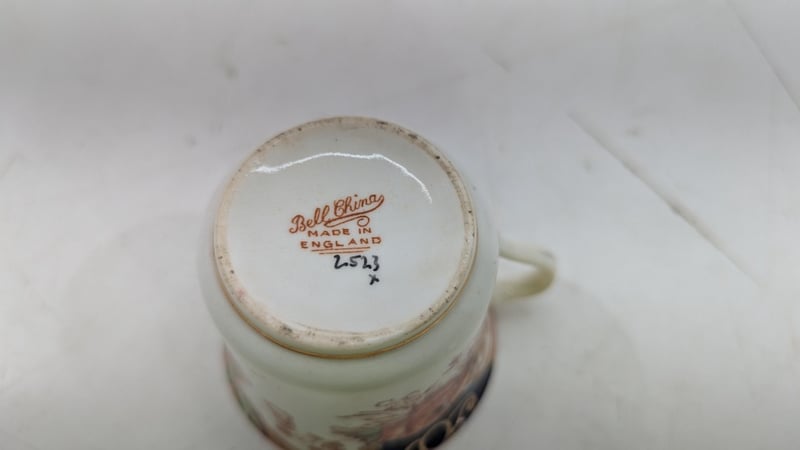 Bell China
MADE IN
ENGLAND
2523
x